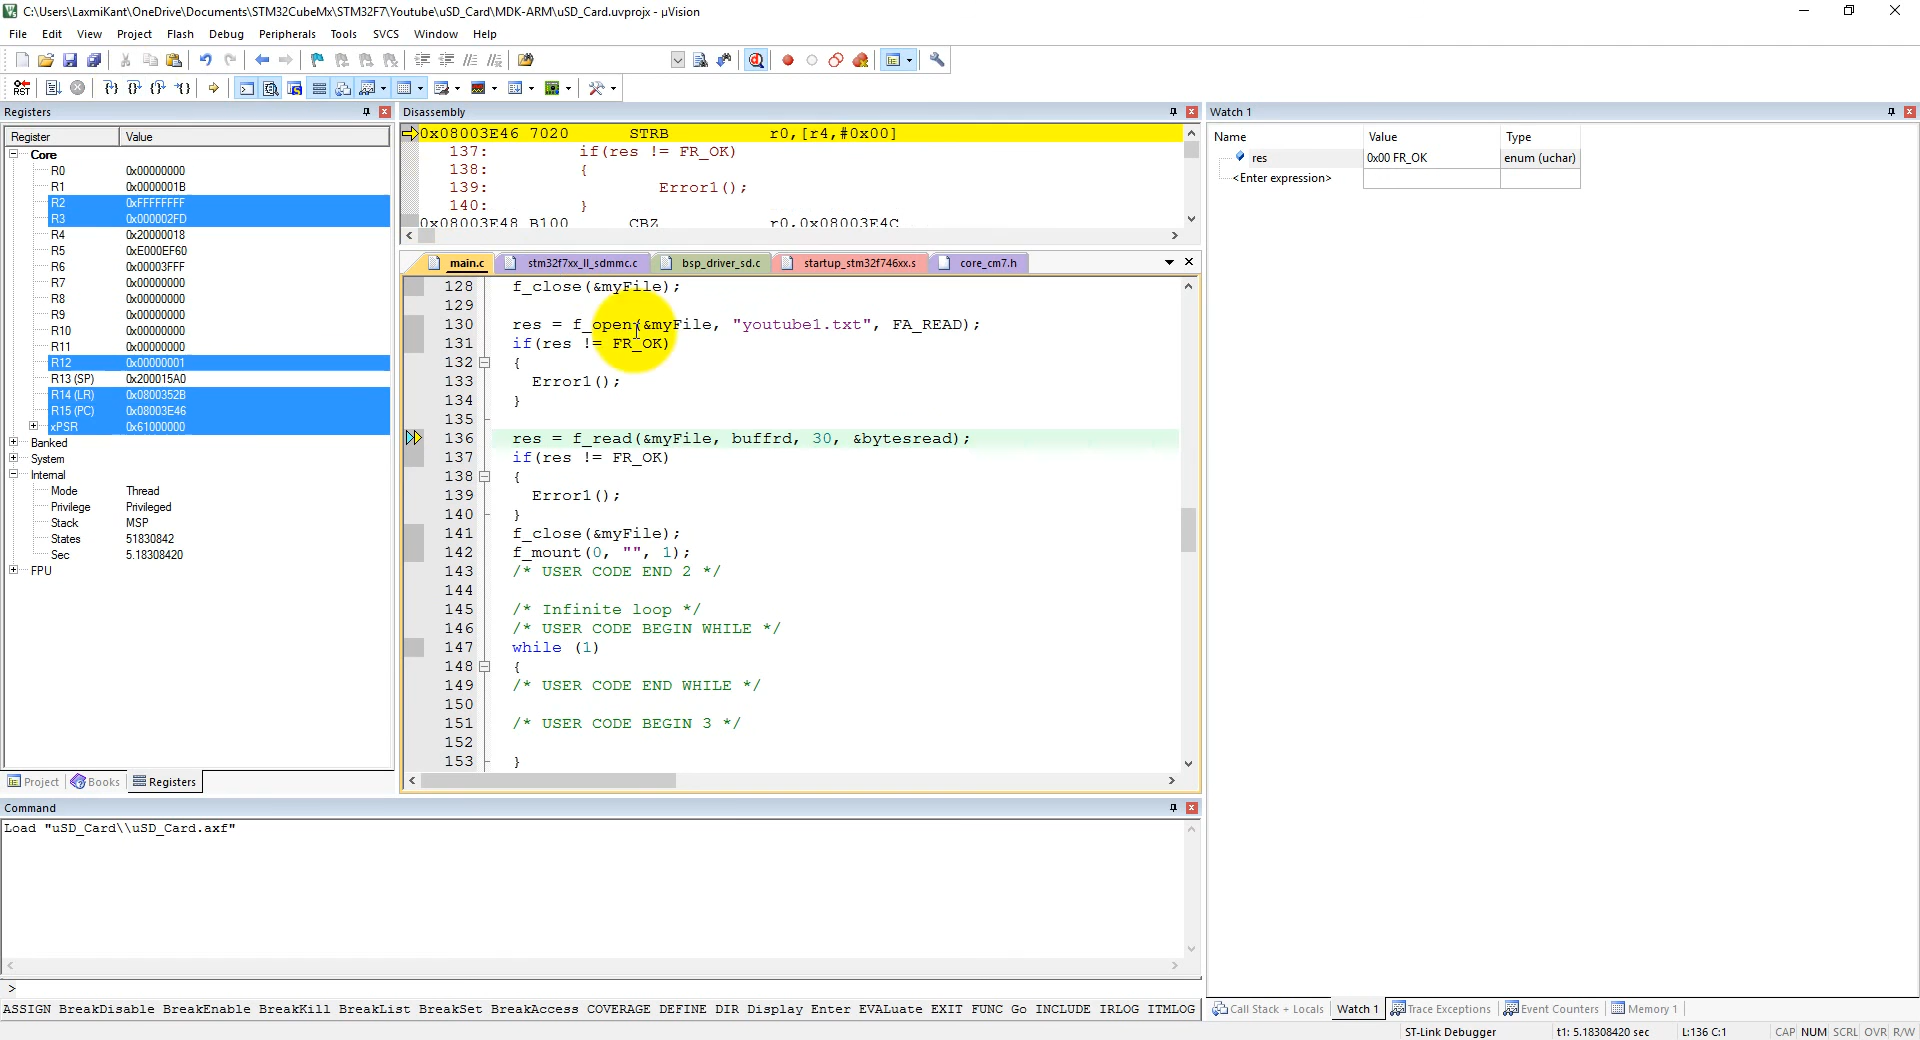 C:\Users\LaxmiKant\OneDrive\Documents\STM32CubeMx\STM32F7\Youtube\uSD_Card\MDK-ARM\uSD_Card.uvprojx - µVision
File Edit View Project Flash Debug Peripherals Tools SVCS Window Help
Registers
Register Value
Core
R0 0x00000000
R1 0x0000001B
R2 0xFFFFFFFF
R3 0x000002FD
R4 0x20000018
R5 0xE000EF60
R6 0x00003FFF
R7 0x00000000
R8 0x00000000
R9 0x00000000
R10 0x00000000
R11 0x00000000
R12 0x00000001
R13 (SP) 0x200015A0
R14 (LR) 0x0800352B
R15 (PC) 0x08003E46
xPSR 0x61000000
Banked
System
Internal
Mode Thread
Privilege Privileged
Stack MSP
States 51830842
Sec 5.18308420
FPU
Project Books Registers
Disassembly
0x08003E46 7020 STRB r0,[r4,#0x00]
137: if(res != FR_OK)
138: {
139: Error1();
140: }
0x08003E48 B100 CBZ r0,0x08003E4C
main.c stm32f7xx_ll_sdmmc.c bsp_driver_sd.c startup_stm32f746xx.s core_cm7.h
128 f_close(&myFile);
129
130 res = f_open(&myFile, "youtube1.txt", FA_READ);
131 if(res != FR_OK)
132 {
133 Error1();
134 }
135
136 res = f_read(&myFile, buffrd, 30, &bytesread);
137 if(res != FR_OK)
138 {
139 Error1();
140 }
141 f_close(&myFile);
142 f_mount(0, "", 1);
143 /* USER CODE END 2 */
144
145 /* Infinite loop */
146 /* USER CODE BEGIN WHILE */
147 while (1)
148 {
149 /* USER CODE END WHILE */
150
151 /* USER CODE BEGIN 3 */
152
153 }
Watch 1
Name Value Type
res 0x00 FR_OK enum (uchar)
<Enter expression>
Command
Load "uSD_Card\\uSD_Card.axf"
>
ASSIGN BreakDisable BreakEnable BreakKill BreakList BreakSet BreakAccess COVERAGE DEFINE DIR Display Enter EVALuate EXIT FUNC Go INCLUDE IRLOG ITMLOG
Call Stack + Locals Watch 1 Trace Exceptions Event Counters Memory 1
ST-Link Debugger t1: 5.18308420 sec L:136 C:1 CAP NUM SCRL OVR R/W